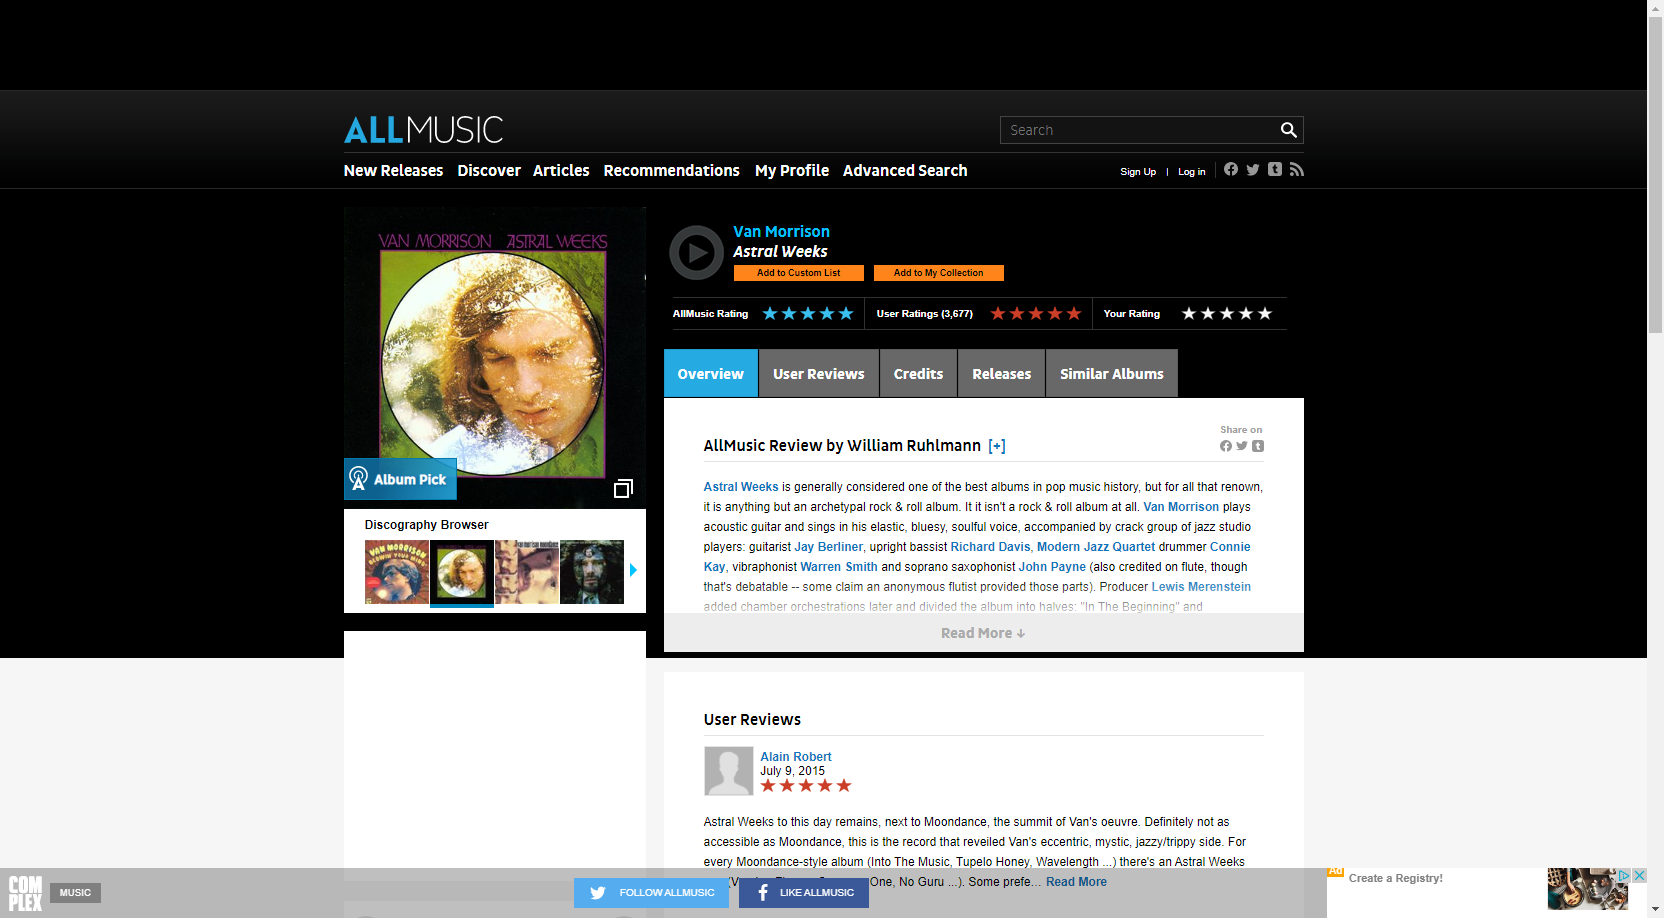 ALLMUSIC
Search
New Releases Discover Articles Recommendations My Profile Advanced Search
Sign Up | Log in
VAN MORRISON ASTRAL WEEKS
Album Pick
Van Morrison
Astral Weeks
Add to Custom List Add to My Collection
AllMusic Rating User Ratings (3,677) Your Rating
Overview User Reviews Credits Releases Similar Albums
Discography Browser
Share on
AllMusic Review by William Ruhlmann [+]
Astral Weeks is generally considered one of the best albums in pop music history, but for all that renown,
it is anything but an archetypal rock & roll album. It it isn't a rock & roll album at all. Van Morrison plays
acoustic guitar and sings in his elastic, bluesy, soulful voice, accompanied by crack group of jazz studio
players: guitarist Jay Berliner, upright bassist Richard Davis, Modern Jazz Quartet drummer Connie
Kay, vibraphonist Warren Smith and soprano saxophonist John Payne (also credited on flute, though
that's debatable -- some claim an anonymous flutist provided those parts). Producer Lewis Merenstein
added chamber orchestrations later and divided the album into halves: "In The Beginning" and
Read More ↓
User Reviews
Alain Robert
July 9, 2015
Astral Weeks to this day remains, next to Moondance, the summit of Van's oeuvre. Definitely not as
accessible as Moondance, this is the record that reveiled Van's eccentric, mystic, jazzy/trippy side. For
every Moondance-style album (Into The Music, Tupelo Honey, Wavelength ...) there's an Astral Weeks
One, No Guru ...). Some prefe... Read More
COMPLEX
MUSIC
FOLLOW ALLMUSIC
LIKE ALLMUSIC
Ad
Create a Registry!